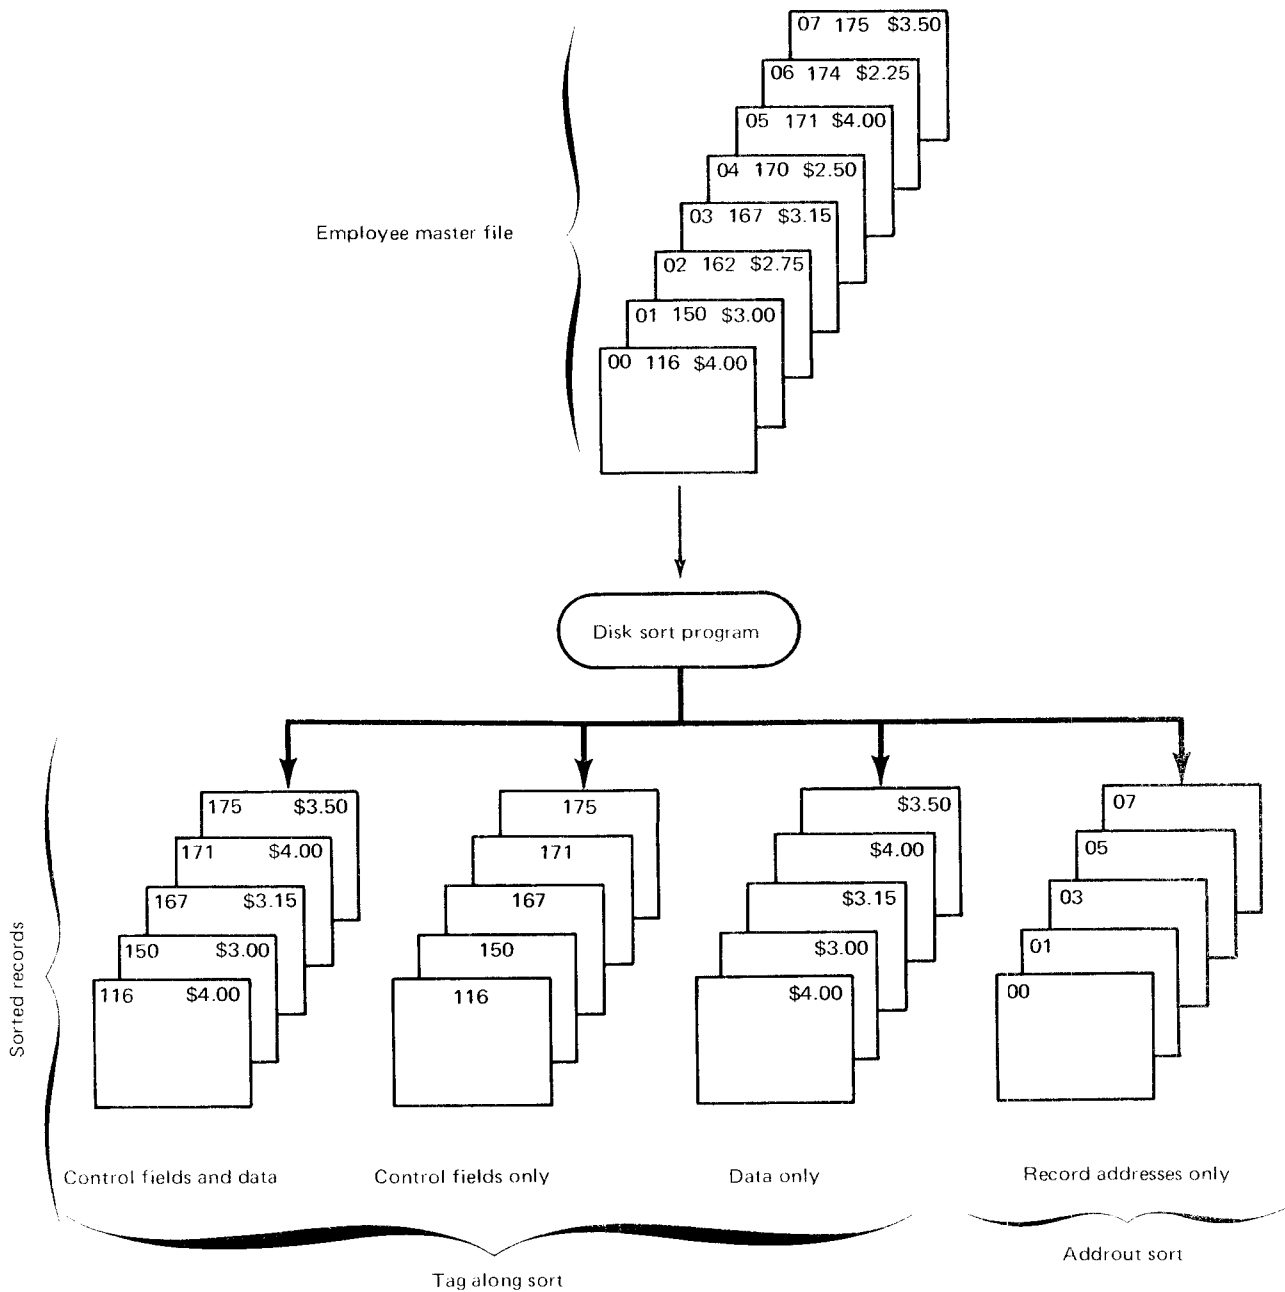 07 175 $3.50
06 174 $2.25
05 171 $4.00
04 170 $2.50
03 167 $3.15
02 162 $2.75
01 150 $3.00
00 116 $4.00
Employee master file
Disk sort program
Sorted records
175 $3.50
171 $4.00
167 $3.15
150 $3.00
116 $4.00
Control fields and data
175
171
167
150
116
Control fields only
$3.50
$4.00
$3.15
$3.00
$4.00
Data only
07
05
03
01
00
Record addresses only
Tag along sort
Addrout sort